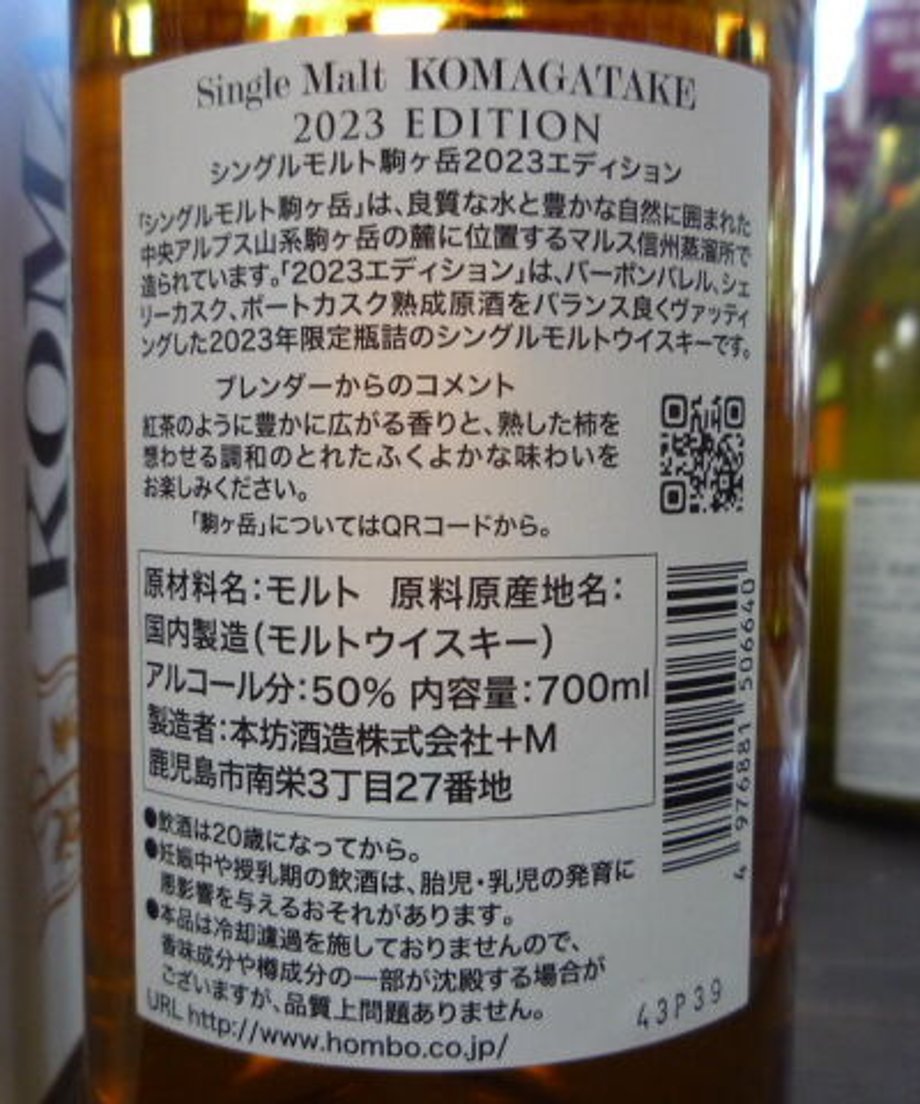 Single Malt KOMAGATAKE
2023 EDITION
シングルモルト駒ヶ岳2023エディション
「シングルモルト駒ヶ岳」は、良質な水と豊かな自然に囲まれた
中央アルプス山系駒ヶ岳の麓に位置するマルス信州蒸溜所で
造られています。「2023エディション」は、バーボンバレル、シェ
リーカスク、ポートカスク熟成原酒をバランス良くヴァッティ
ングした2023年限定瓶詰のシングルモルトウイスキーです。
ブレンダーからのコメント
紅茶のように豊かに広がる香りと、熟した柿を
想わせる調和のとれたふくよかな味わいを
お楽しみください。
「駒ヶ岳」についてはQRコードから。
原材料名:モルト 原料原産地名:
国内製造(モルトウイスキー)
アルコール分:50% 内容量:700ml
製造者:本坊酒造株式会社+M
鹿児島市南栄3丁目27番地
●飲酒は20歳になってから。
●妊娠中や授乳期の飲酒は、胎児・乳児の発育に
悪影響を与えるおそれがあります。
●本品は冷却濾過を施しておりませんので、
香味成分や樽成分の一部が沈殿する場合が
ございますが、品質上問題ありません。
URL http://www.hombo.co.jp/
4 976881 506640
43P39
KOMA